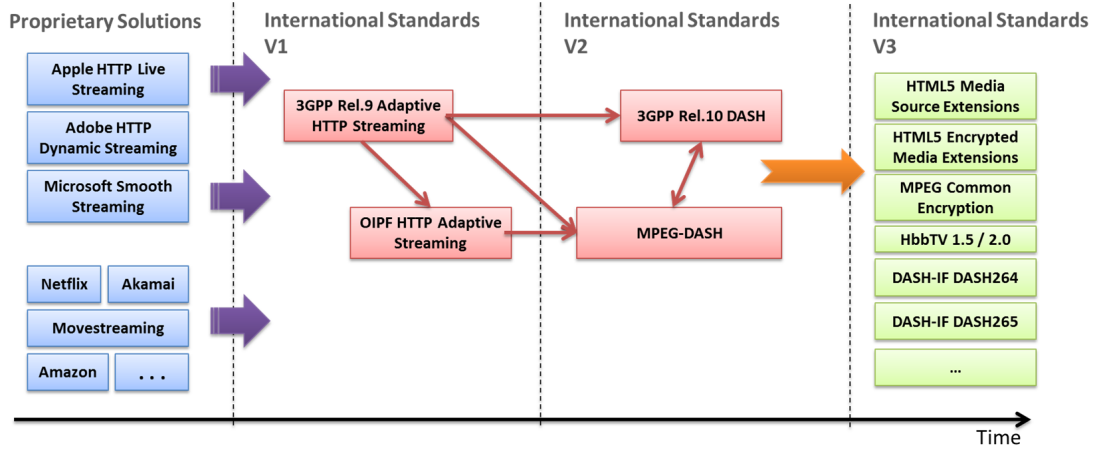 Proprietary Solutions
International Standards
V1
International Standards
V2
International Standards
V3
Apple HTTP Live
Streaming
Adobe HTTP
Dynamic Streaming
Microsoft Smooth
Streaming
Netflix
Akamai
Movestreaming
Amazon
. . .
3GPP Rel.9 Adaptive
HTTP Streaming
OIPF HTTP Adaptive
Streaming
3GPP Rel.10 DASH
MPEG-DASH
HTML5 Media
Source Extensions
HTML5 Encrypted
Media Extensions
MPEG Common
Encryption
HbbTV 1.5 / 2.0
DASH-IF DASH264
DASH-IF DASH265
...
Time